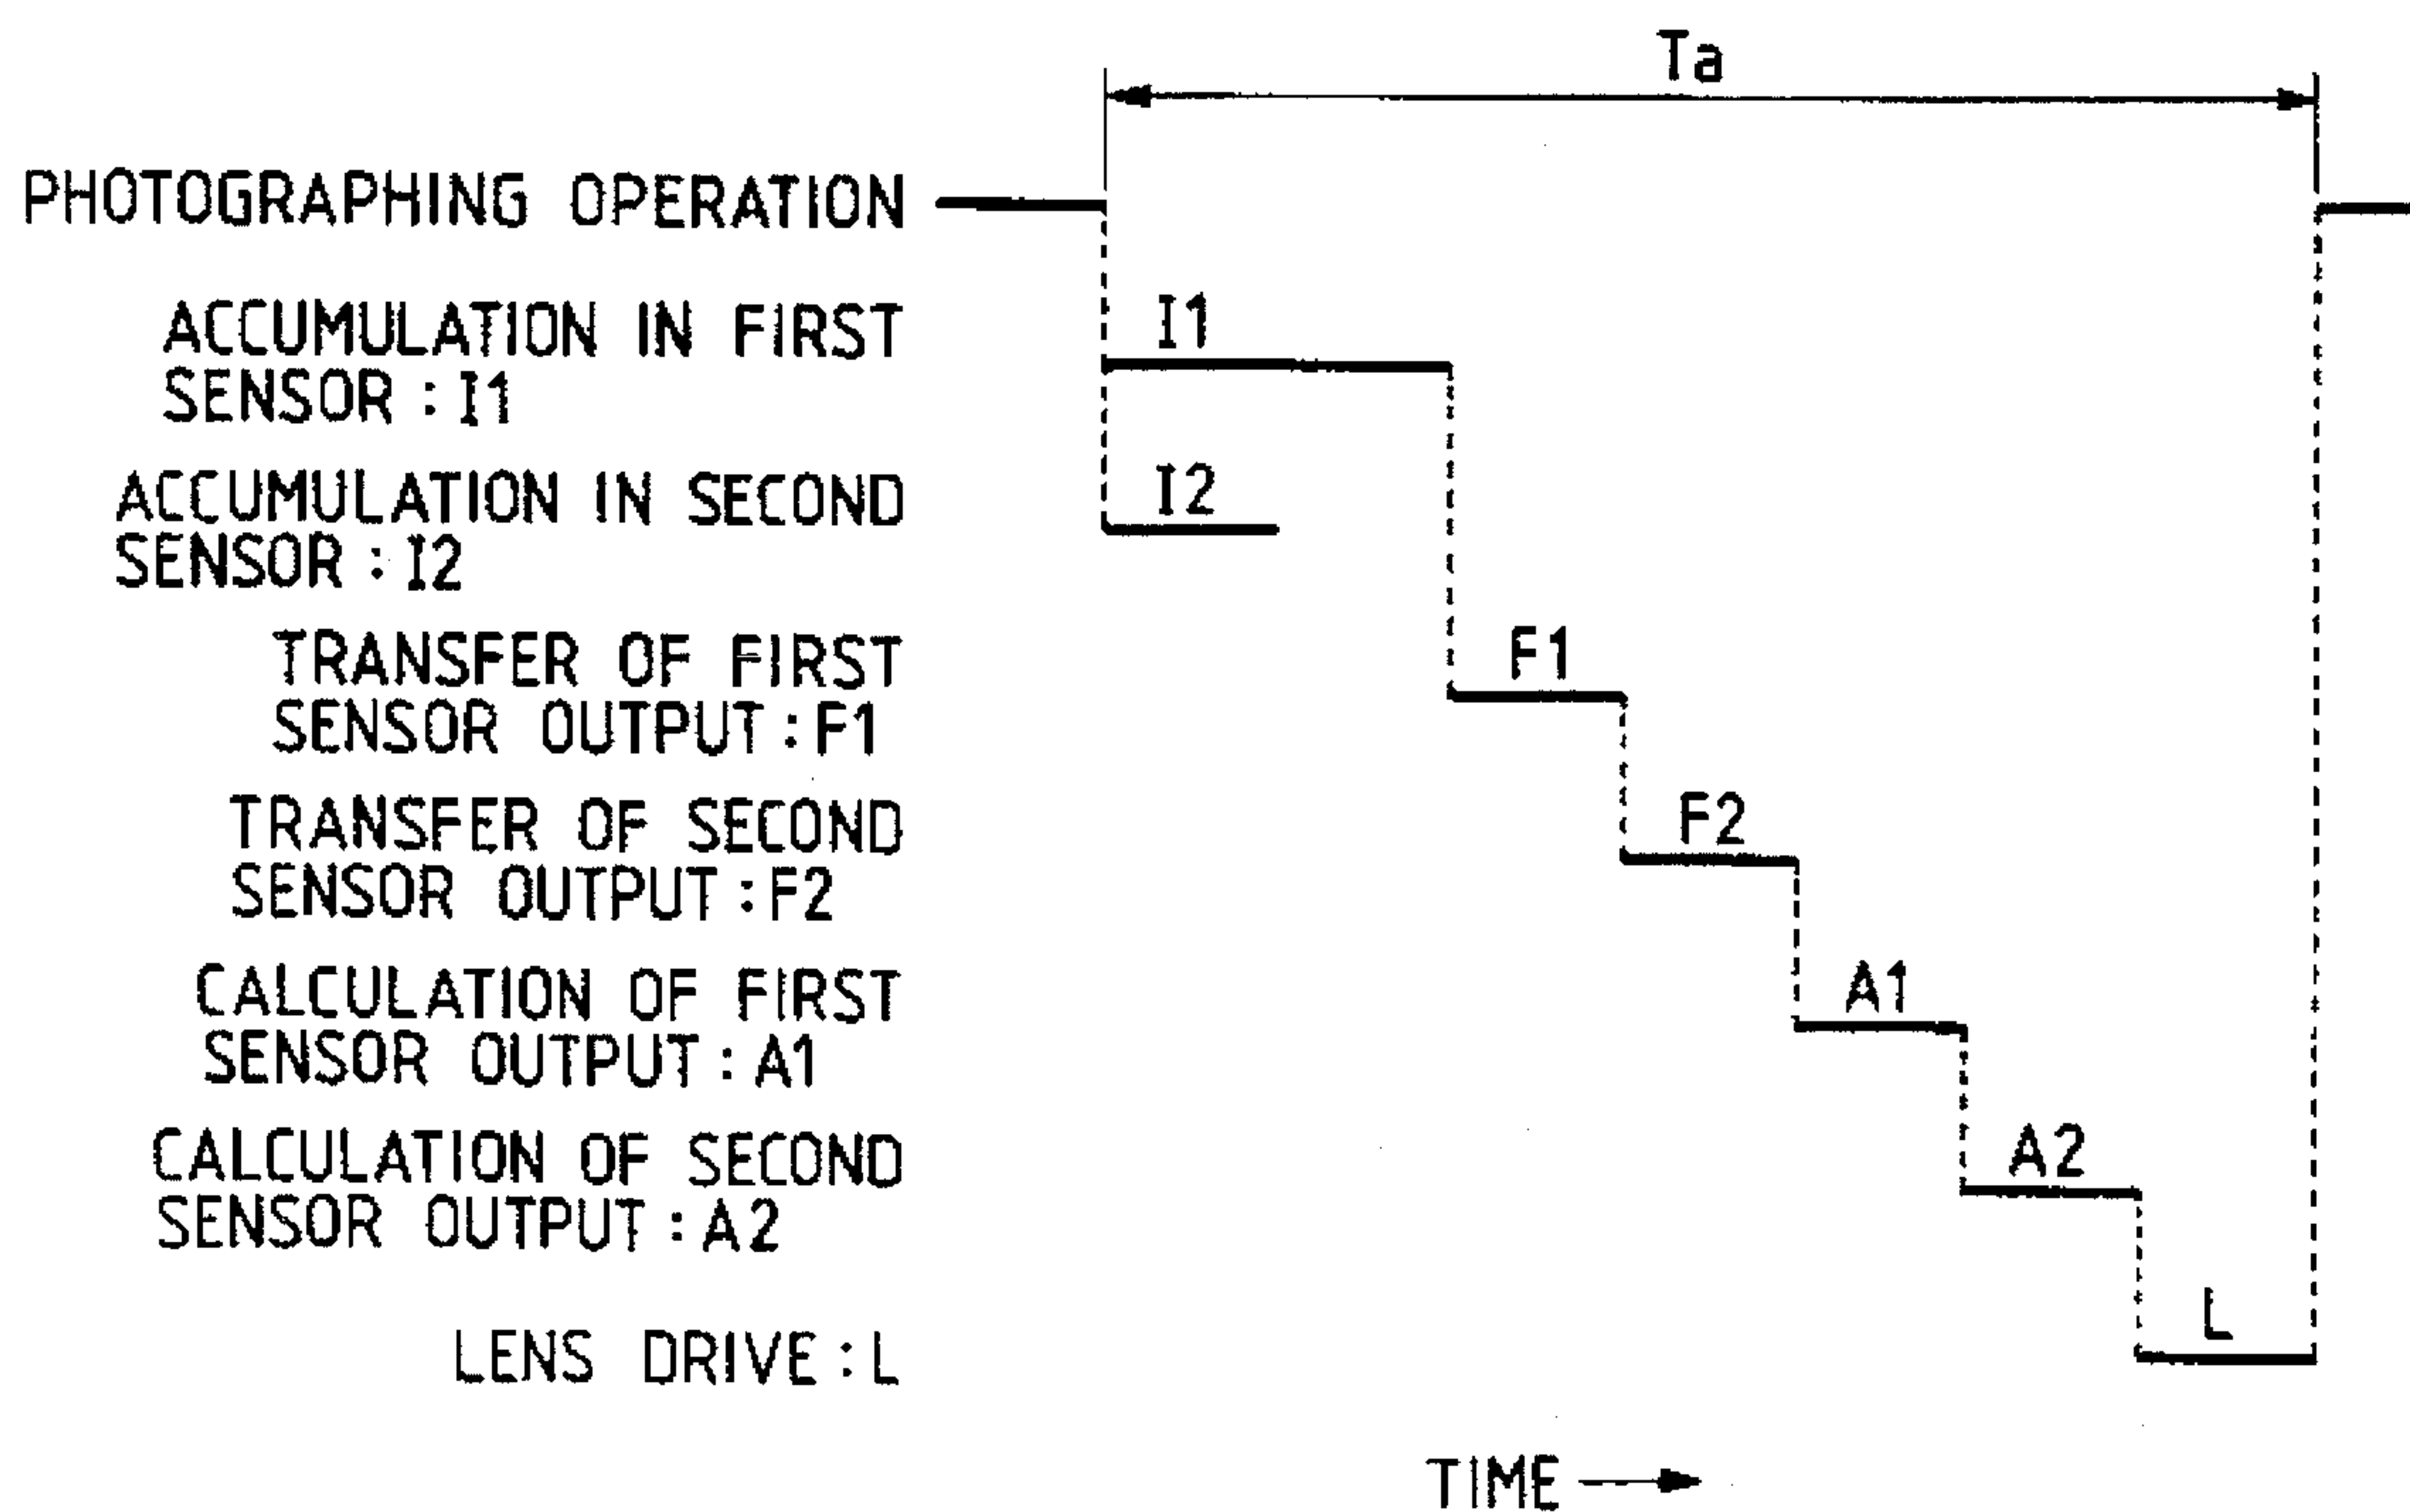 Ta
PHOTOGRAPHING OPERATION
ACCUMULATION IN FIRST
SENSOR : I1
I1
ACCUMULATION IN SECOND
SENSOR : I2
I2
TRANSFER OF FIRST
SENSOR OUTPUT : F1
F1
TRANSFER OF SECOND
SENSOR OUTPUT : F2
F2
CALCULATION OF FIRST
SENSOR OUTPUT : A1
A1
CALCULATION OF SECOND
SENSOR OUTPUT : A2
A2
LENS DRIVE : L
L
TIME